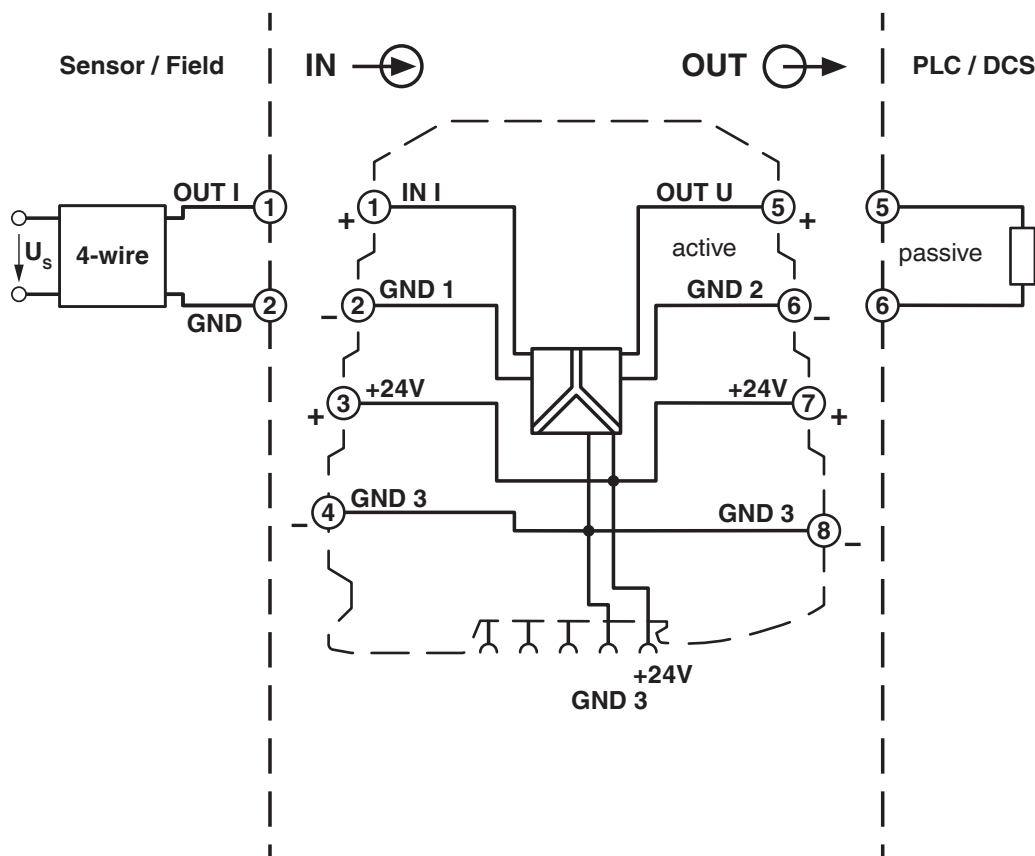 Sensor / Field
IN
OUT
PLC / DCS
OUT I
1
+
1
IN I
OUT U
5
+
5
U_S
4-wire
active
passive
GND
2
–
2
GND 1
GND 2
6
–
6
+
3
+24V
+24V
7
+
–
4
GND 3
GND 3
8
–
+24V
GND 3